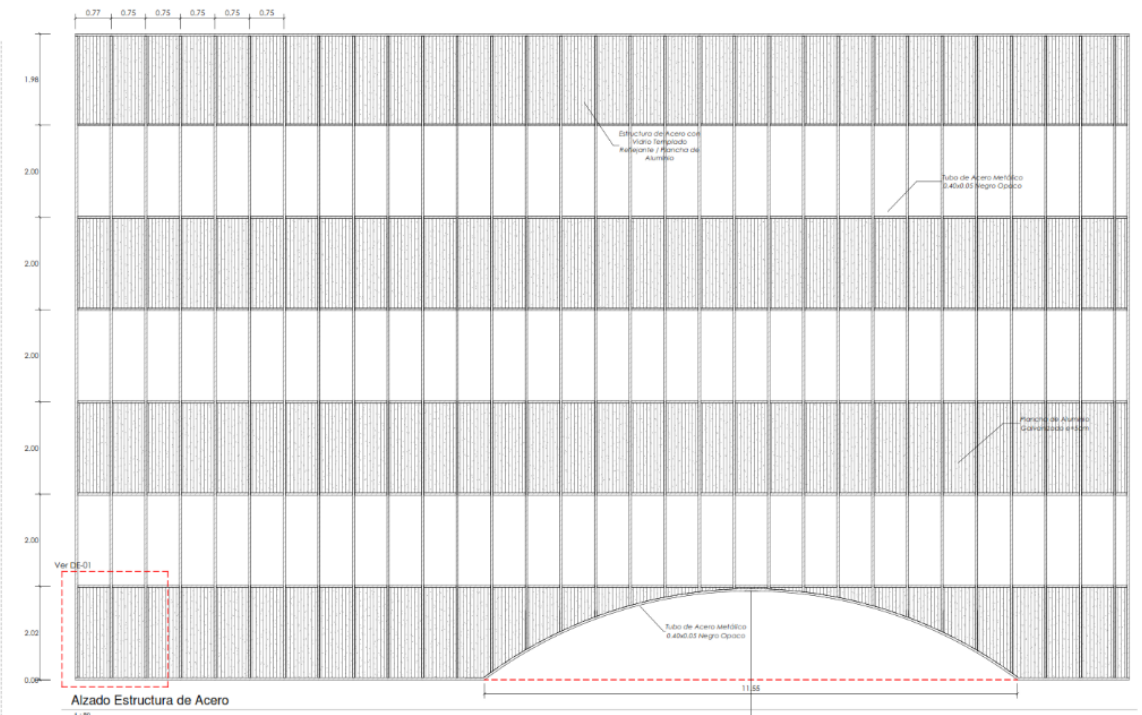 0.77 0.75 0.75 0.75 0.75 0.75
1.98
Estructura de Acero con
Vidrio Templado
Reflejante / Plancha de
Aluminio
2.00
Tubo de Acero Metálico
0.40x0.05 Negro Opaco
2.00
2.00
Plancha de Aluminio
Galvanizado e=5cm
2.00
2.00
Ver DE-01
2.02
Tubo de Acero Metálico
0.40x0.05 Negro Opaco
0.00
11.55
Alzado Estructura de Acero